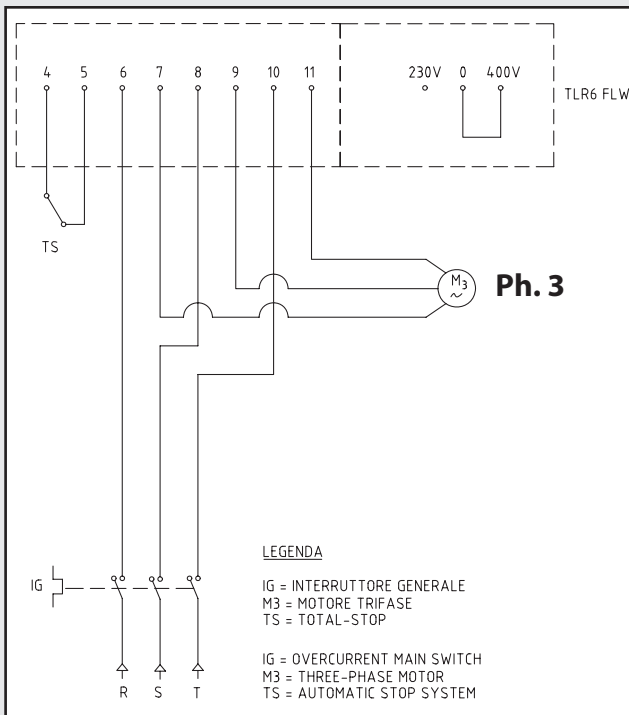 4 5 6 7 8 9 10 11 230V 0 400V
TLR6 FLW
TS
M3
~
Ph. 3
IG
LEGENDA
IG = INTERRUTTORE GENERALE
M3 = MOTORE TRIFASE
TS = TOTAL-STOP
IG = OVERCURRENT MAIN SWITCH
M3 = THREE-PHASE MOTOR
TS = AUTOMATIC STOP SYSTEM
R S T